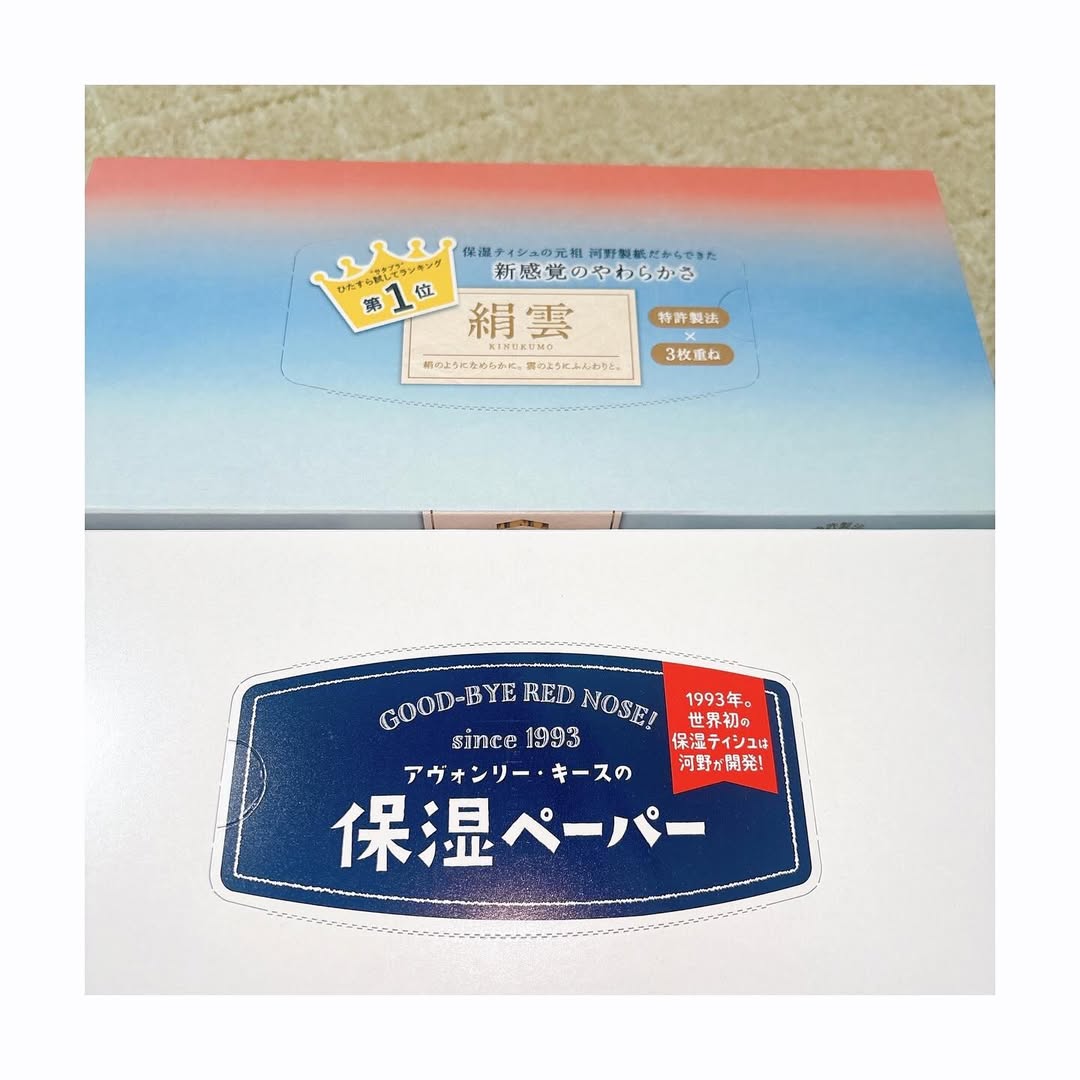 保湿ティシュの元祖 河野製紙だからできた
新感覚のやわらかさ
"サタプラ"
ひたすら試してランキング
第1位
絹雲
KINUKUMO
絹のようになめらかに。雲のようにふんわりと。
特許製法
×
3枚重ね
GOOD-BYE RED NOSE!
since 1993
アヴォンリー・キースの
保湿ペーパー
1993年。
世界初の
保湿ティシュは
河野が開発!